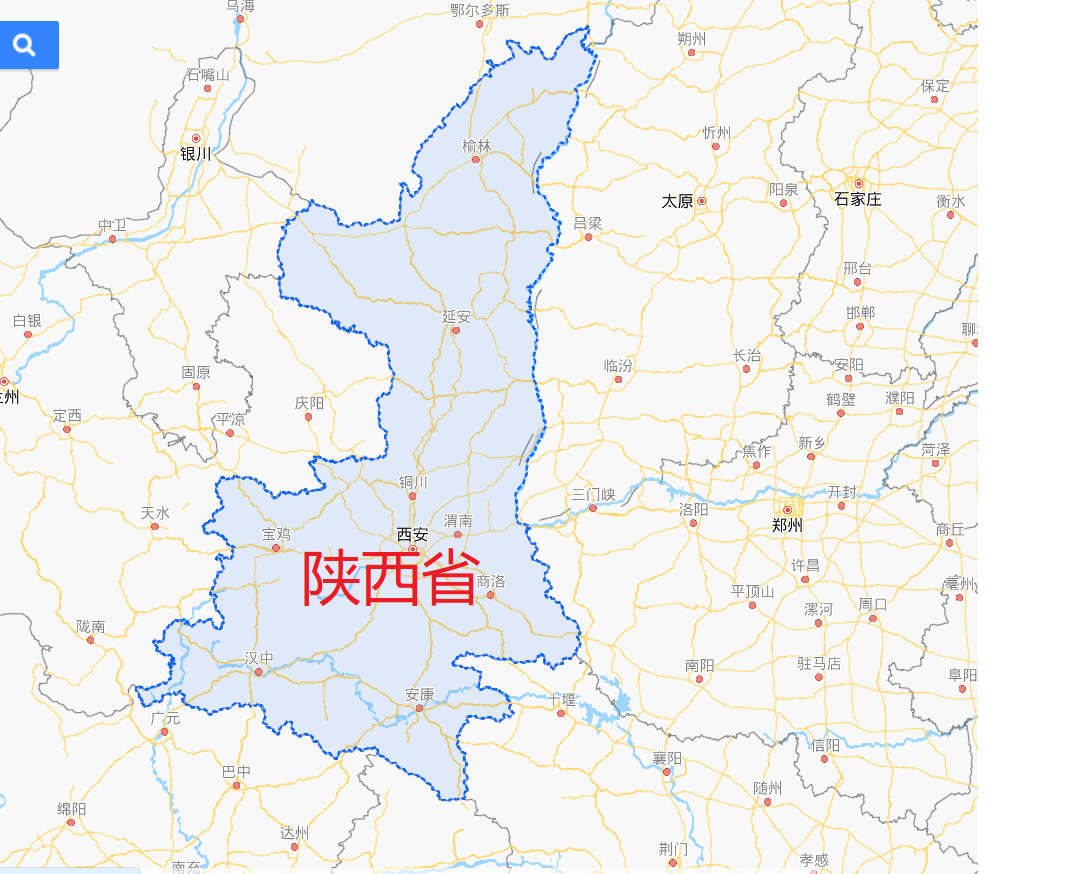 乌海
鄂尔多斯
朔州
石嘴山
保定
忻州
榆林
银川
阳泉
太原
石家庄
衡水
吕梁
中卫
邢台
邯郸
白银
延安
长治
临汾
安阳
固原
鹤壁
濮阳
庆阳
定西
平凉
新乡
焦作
菏泽
铜川
三门峡
开封
洛阳
天水
渭南
郑州
宝鸡
西安
商丘
许昌
陕西省
商洛
亳州
平顶山
漯河
周口
陇南
汉中
南阳
驻马店
阜阳
安康
十堰
广元
信阳
襄阳
巴中
随州
绵阳
达州
荆门
孝感
南充